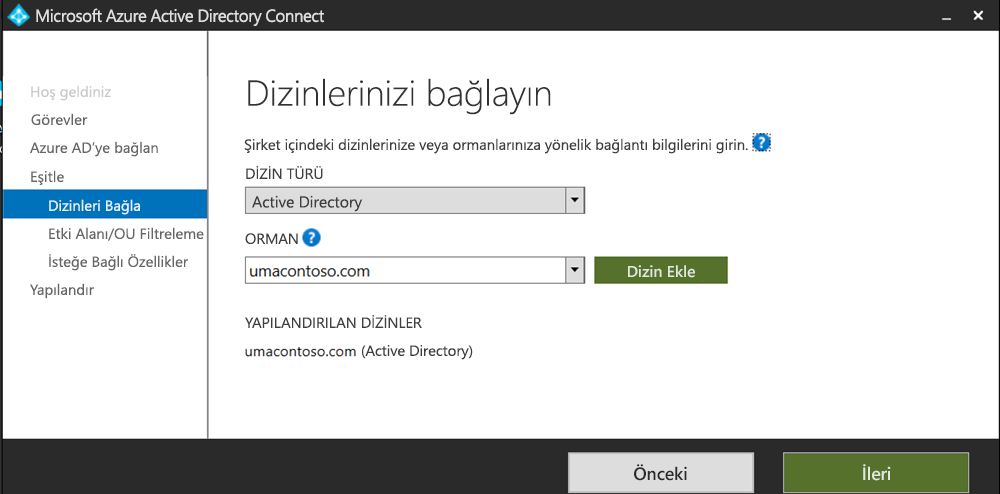 Microsoft Azure Active Directory Connect
Hoş geldiniz
Görevler
Azure AD'ye bağlan
Eşitle
Dizinleri Bağla
Etki Alanı/OU Filtreleme
İsteğe Bağlı Özellikler
Yapılandır
Dizinlerinizi bağlayın
Şirket içindeki dizinlerinize veya ormanlarınıza yönelik bağlantı bilgilerini girin. ?
DİZİN TÜRÜ
Active Directory
ORMAN ?
umacontoso.com
Dizin Ekle
YAPILANDIRILAN DİZİNLER
umacontoso.com (Active Directory)
Önceki
İleri